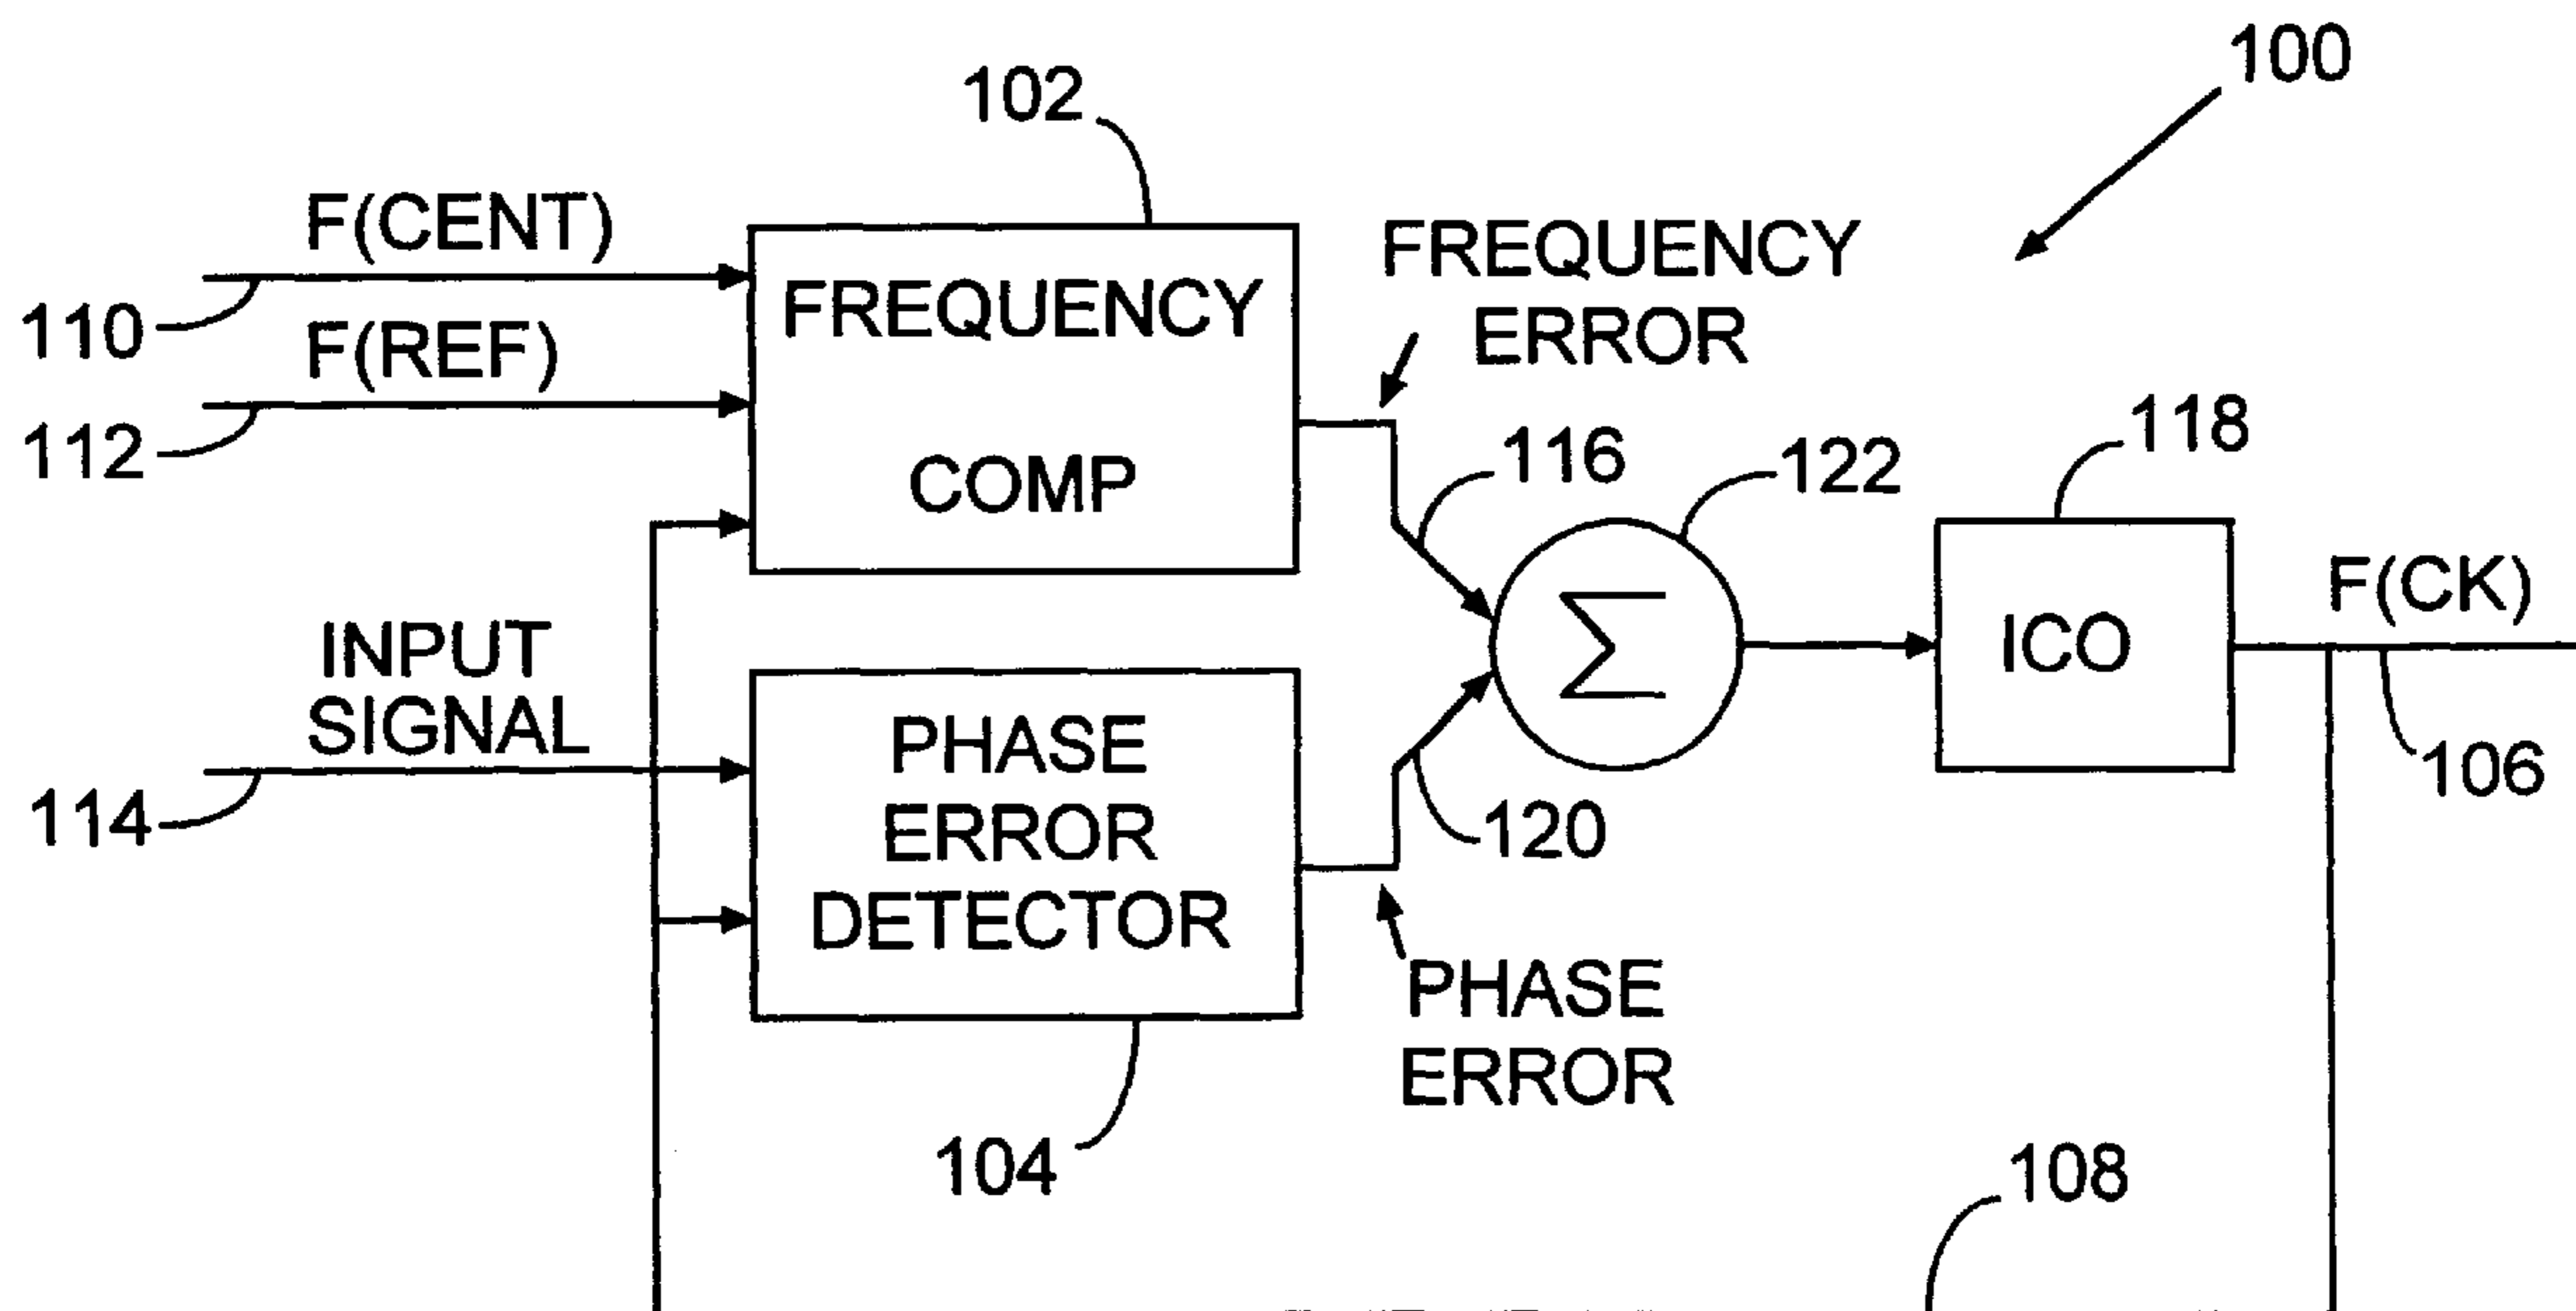 100
102
F(CENT)
110
F(REF)
112
FREQUENCY
COMP
FREQUENCY
ERROR
116
122
118
INPUT
SIGNAL
114
PHASE
ERROR
DETECTOR
Σ
ICO
F(CK)
106
120
PHASE
ERROR
104
108